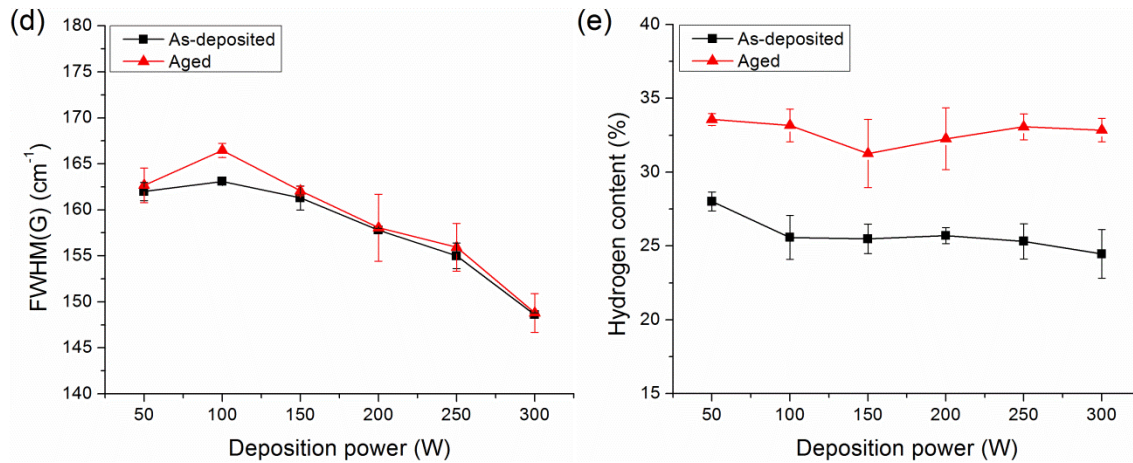 (d)
As-deposited
Aged
FWHM(G) (cm⁻¹)
180
175
170
165
160
155
150
145
140
50 100 150 200 250 300
Deposition power (W)
(e)
As-deposited
Aged
Hydrogen content (%)
40
35
30
25
20
15
50 100 150 200 250 300
Deposition power (W)